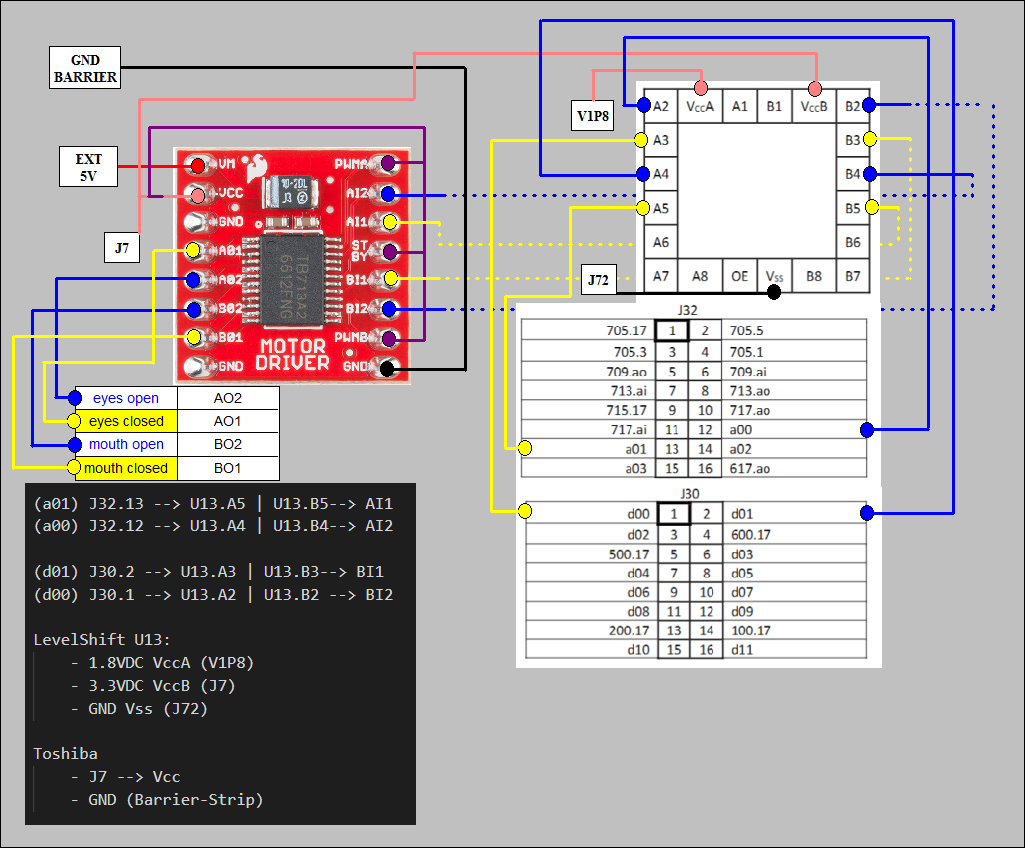 GND
BARRIER
EXT
5V
J7
V1P8
J72
VM
VCC
GND
A01
A02
B02
B01
GND
PWMA
AI2
AI1
ST
BY
BI1
BI2
PWMB
GND
10-20L
J3 Ⓩ
TB713A2
6612FNG
MOTOR
DRIVER
A2 VccA A1 B1 VccB B2
A3 B3
A4 B4
A5 B5
A6 B6
A7 A8 OE Vss B8 B7
J32
705.17 1 2 705.5
705.3 3 4 705.1
709.ao 5 6 709.ai
713.ai 7 8 713.ao
715.17 9 10 717.ao
717.ai 11 12 a00
a01 13 14 a02
a03 15 16 617.ao
J30
d00 1 2 d01
d02 3 4 600.17
500.17 5 6 d03
d04 7 8 d05
d06 9 10 d07
d08 11 12 d09
200.17 13 14 100.17
d10 15 16 d11
eyes open AO2
eyes closed AO1
mouth open BO2
mouth closed BO1
(a01) J32.13 --> U13.A5 | U13.B5--> AI1
(a00) J32.12 --> U13.A4 | U13.B4--> AI2
(d01) J30.2 --> U13.A3 | U13.B3--> BI1
(d00) J30.1 --> U13.A2 | U13.B2 --> BI2
LevelShift U13:
- 1.8VDC VccA (V1P8)
- 3.3VDC VccB (J7)
- GND Vss (J72)
Toshiba
- J7 --> Vcc
- GND (Barrier-Strip)